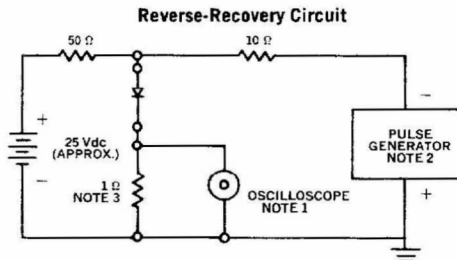 Reverse-Recovery Circuit
50 Ω
10 Ω
+
25 Vdc
(APPROX.)
−
1 Ω
NOTE 3
OSCILLOSCOPE
NOTE 1
−
PULSE
GENERATOR
NOTE 2
+